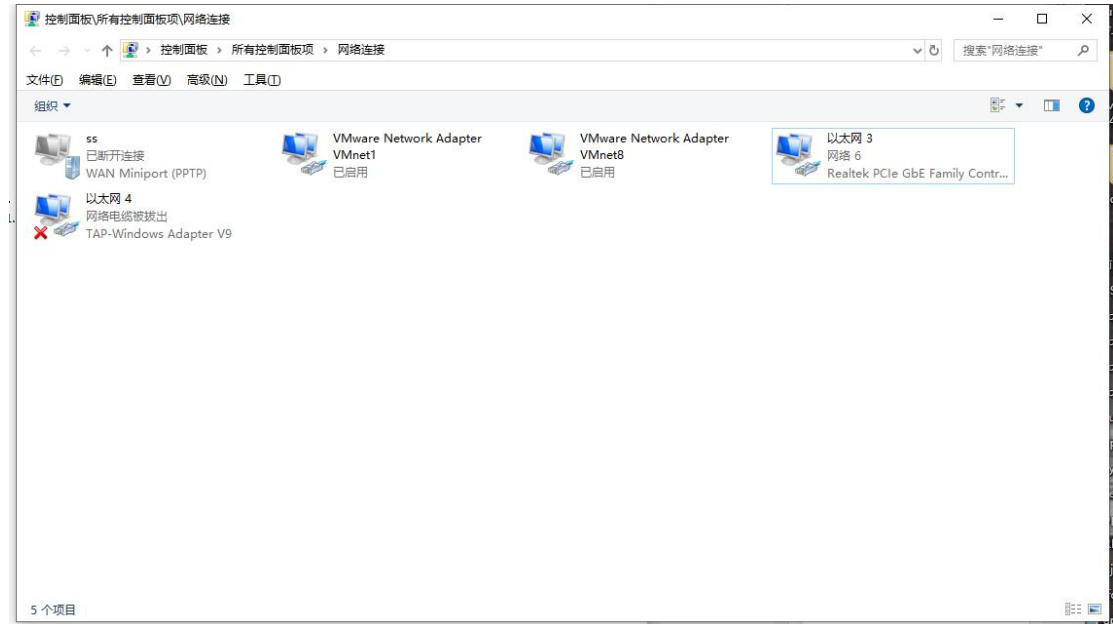 控制面板\所有控制面板项\网络连接
控制面板 › 所有控制面板项 › 网络连接
搜索"网络连接"
文件(F) 编辑(E) 查看(V) 高级(N) 工具(T)
组织
ss
已断开连接
WAN Miniport (PPTP)
VMware Network Adapter
VMnet1
已启用
VMware Network Adapter
VMnet8
已启用
以太网 3
网络 6
Realtek PCIe GbE Family Contr...
以太网 4
网络电缆被拔出
TAP-Windows Adapter V9
5 个项目